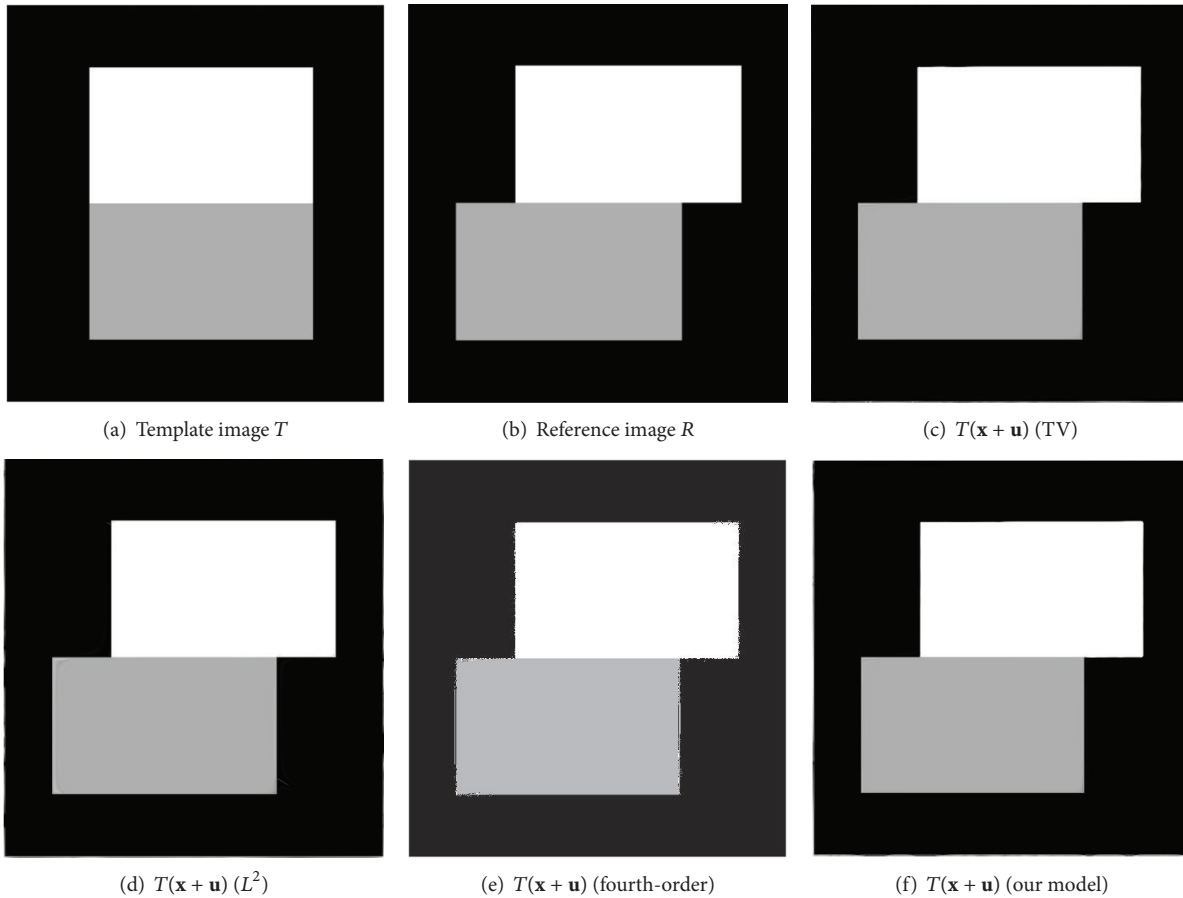 (a) Template image T
(b) Reference image R
(c) T(x + u) (TV)
(d) T(x + u) (L²)
(e) T(x + u) (fourth-order)
(f) T(x + u) (our model)